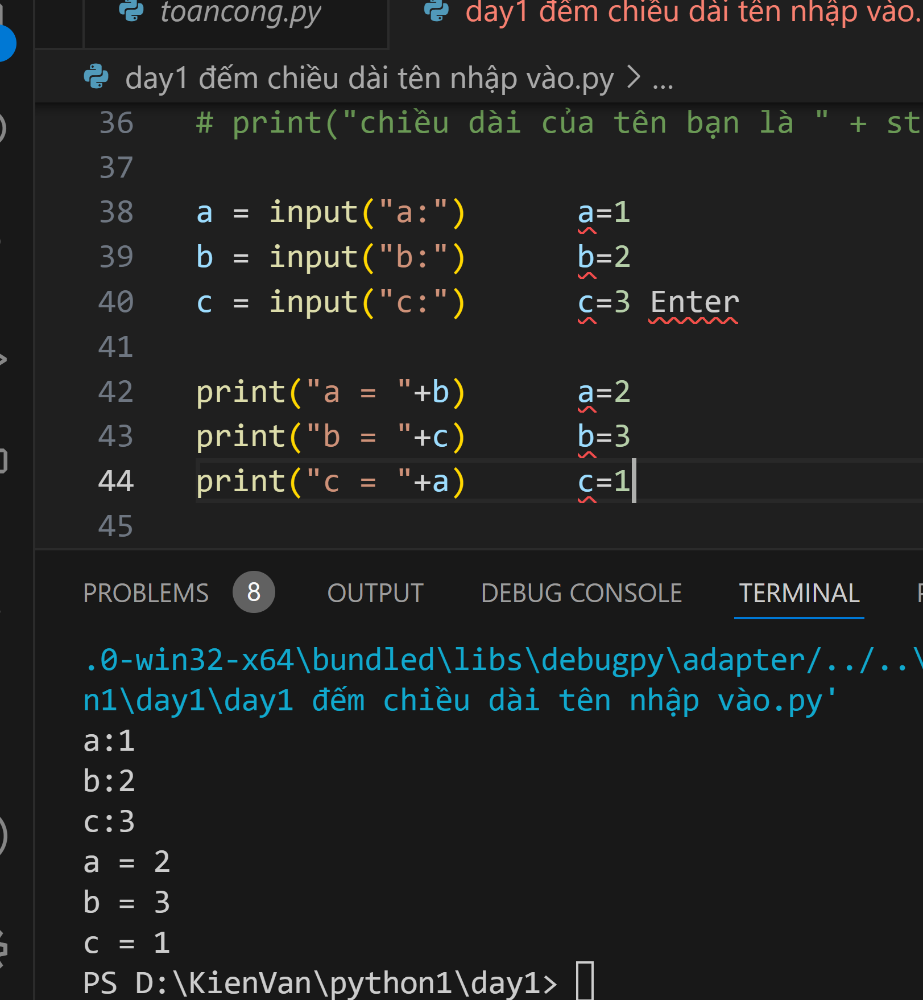 toancong.py
day1 đếm chiều dài tên nhập vào.
day1 đếm chiều dài tên nhập vào.py > ...
36 # print("chiều dài của tên bạn là " + st
37
38 a = input("a:") a=1
39 b = input("b:") b=2
40 c = input("c:") c=3 Enter
41
42 print("a = "+b) a=2
43 print("b = "+c) b=3
44 print("c = "+a) c=1
45
PROBLEMS 8 OUTPUT DEBUG CONSOLE TERMINAL
.0-win32-x64\bundled\libs\debugpy\adapter/../..\
n1\day1\day1 đếm chiều dài tên nhập vào.py'
a:1
b:2
c:3
a = 2
b = 3
c = 1
PS D:\KienVan\python1\day1>